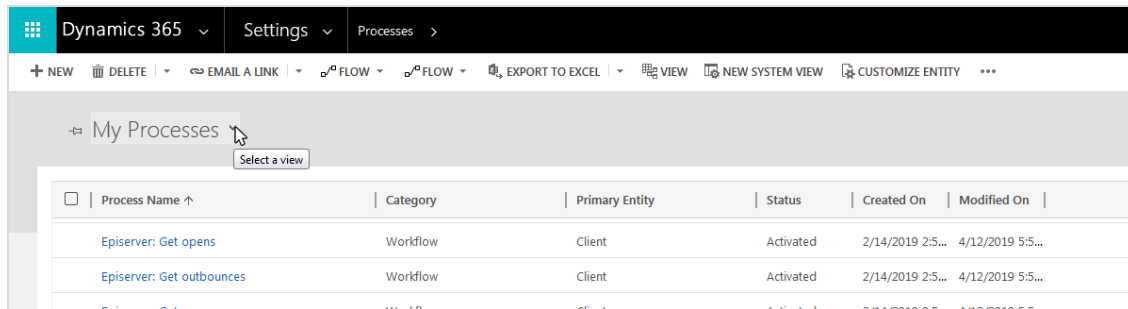 Dynamics 365 Settings Processes >
NEW DELETE EMAIL A LINK FLOW FLOW EXPORT TO EXCEL VIEW NEW SYSTEM VIEW CUSTOMIZE ENTITY •••
My Processes
Select a view
Process Name ↑ Category Primary Entity Status Created On Modified On
Episerver: Get opens Workflow Client Activated 2/14/2019 2:5... 4/12/2019 5:5...
Episerver: Get outbounces Workflow Client Activated 2/14/2019 2:5... 4/12/2019 5:5...